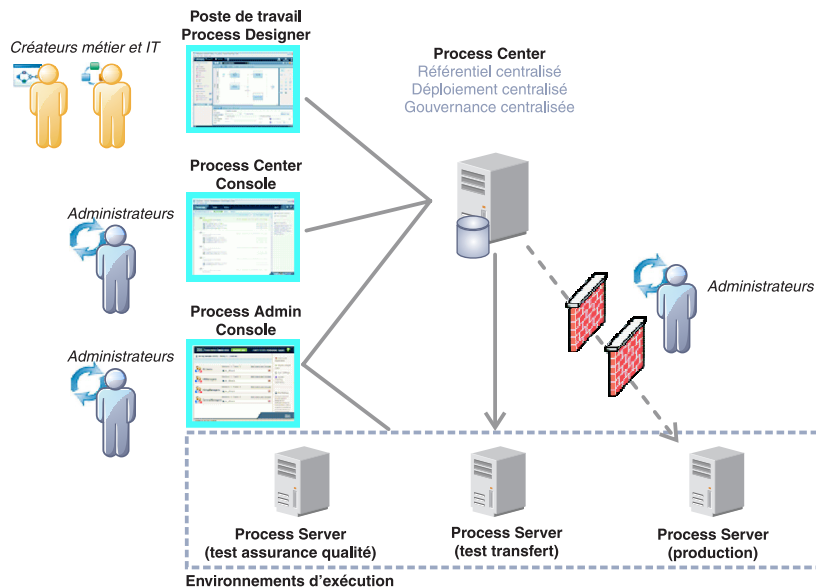 Poste de travail
Process Designer
Créateurs métier et IT
Process Center
Référentiel centralisé
Déploiement centralisé
Gouvernance centralisée
Process Center
Console
Administrateurs
Administrateurs
Process Admin
Console
Administrateurs
Process Server
(test assurance qualité)
Process Server
(test transfert)
Process Server
(production)
Environnements d'exécution